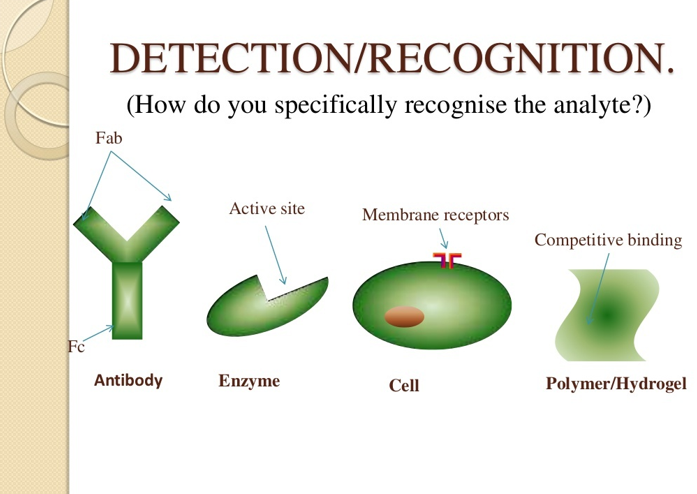 DETECTION/RECOGNITION.
(How do you specifically recognise the analyte?)
Fab
Active site
Membrane receptors
Competitive binding
Fc
Antibody
Enzyme
Cell
Polymer/Hydrogel